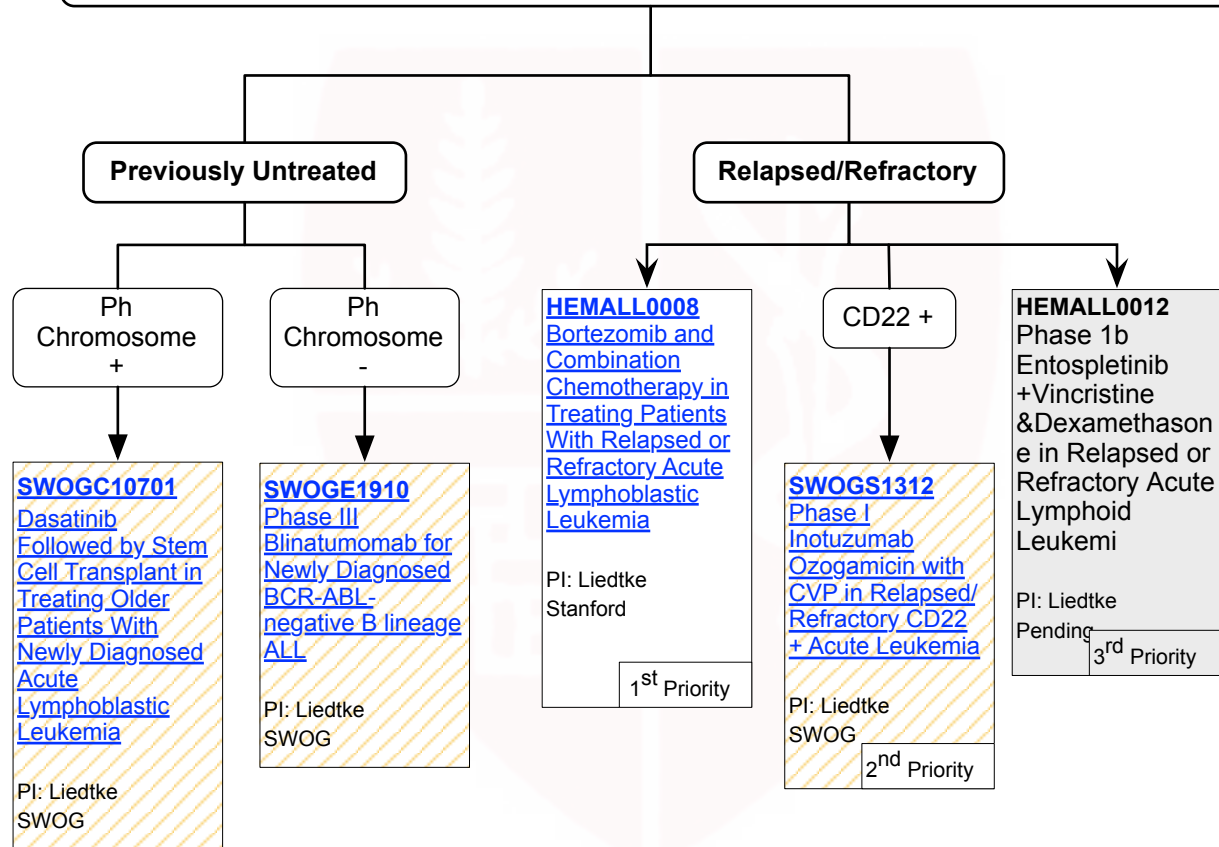 Previously Untreated
Relapsed/Refractory
Ph
Chromosome
+
Ph
Chromosome
-
CD22 +
SWOGC10701
Dasatinib
Followed by Stem
Cell Transplant in
Treating Older
Patients With
Newly Diagnosed
Acute
Lymphoblastic
Leukemia
PI: Liedtke
SWOG
SWOGE1910
Phase III
Blinatumomab for
Newly Diagnosed
BCR-ABL-
negative B lineage
ALL
PI: Liedtke
SWOG
HEMALL0008
Bortezomib and
Combination
Chemotherapy in
Treating Patients
With Relapsed or
Refractory Acute
Lymphoblastic
Leukemia
PI: Liedtke
Stanford
1st Priority
SWOGS1312
Phase I
Inotuzumab
Ozogamicin with
CVP in Relapsed/
Refractory CD22
+ Acute Leukemia
PI: Liedtke
SWOG
2nd Priority
HEMALL0012
Phase 1b
Entospletinib
+Vincristine
&Dexamethason
e in Relapsed or
Refractory Acute
Lymphoid
Leukemi
PI: Liedtke
Pending
3rd Priority